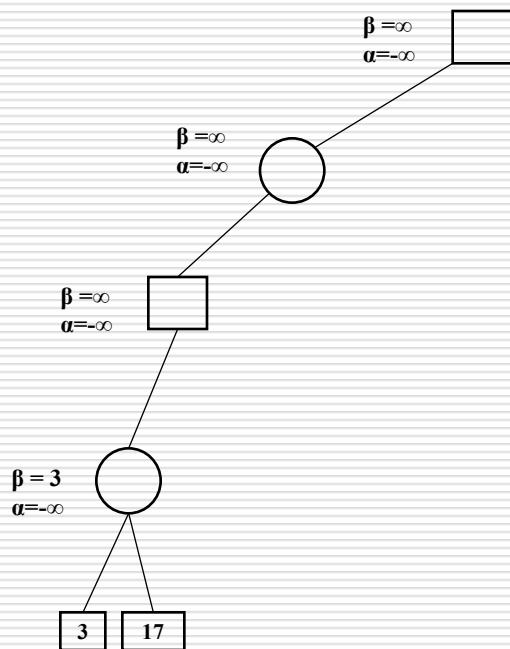 β =∞
α=-∞
β =∞
α=-∞
β =∞
α=-∞
β = 3
α=-∞
3
17